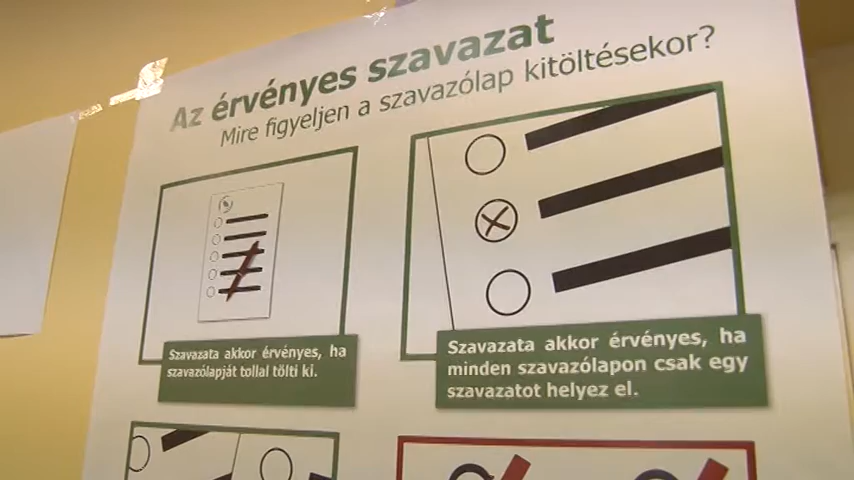 Az érvényes szavazat
Mire figyeljen a szavazólap kitöltésekor?
Szavazata akkor érvényes, ha
szavazólapját tollal tölti ki.
Szavazata akkor érvényes, ha
minden szavazólapon csak egy
szavazatot helyez el.